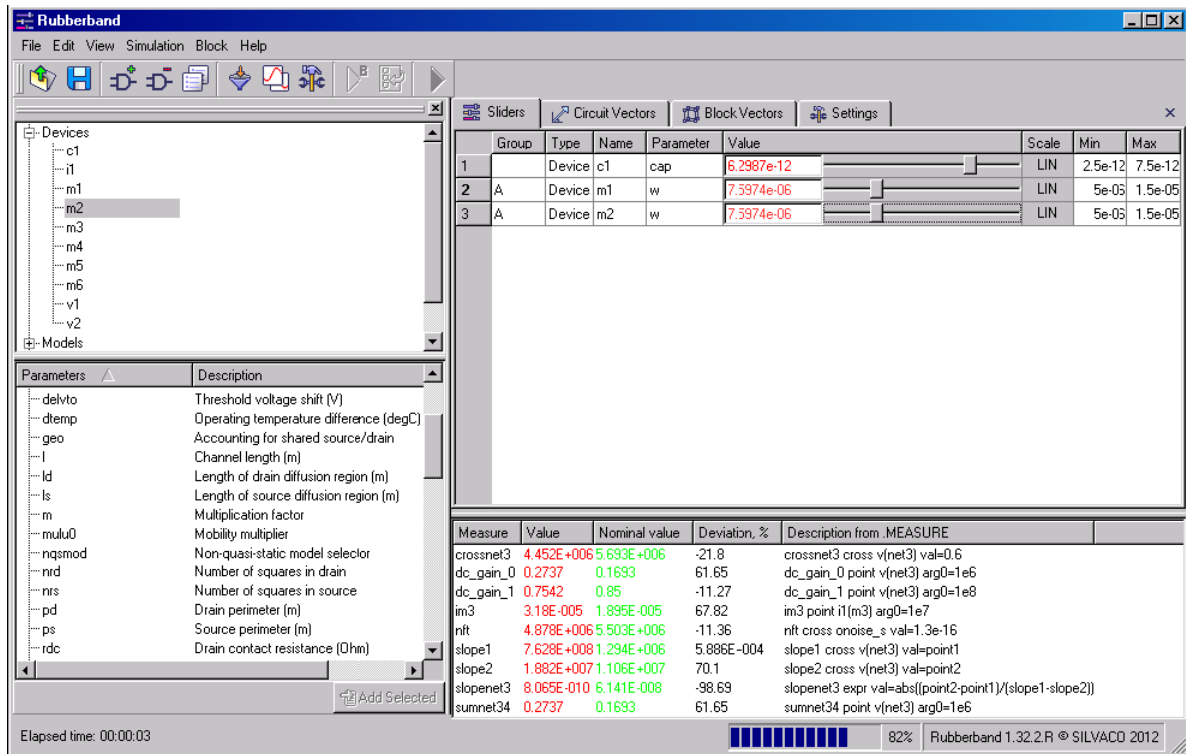 Rubberband
File Edit View Simulation Block Help
B
Devices
c1
i1
m1
m2
m3
m4
m5
m6
v1
v2
Models
Parameters Description
delvto Threshold voltage shift (V)
dtemp Operating temperature difference (degC)
geo Accounting for shared source/drain
l Channel length (m)
ld Length of drain diffusion region (m)
ls Length of source diffusion region (m)
m Multiplication factor
mulu0 Mobility multiplier
nqsmod Non-quasi-static model selector
nrd Number of squares in drain
nrs Number of squares in source
pd Drain perimeter (m)
ps Source perimeter (m)
rdc Drain contact resistance (Ohm)
Add Selected
Sliders Circuit Vectors Block Vectors Settings
Group Type Name Parameter Value Scale Min Max
1 Device c1 cap 6.2987e-12 LIN 2.5e-12 7.5e-12
2 A Device m1 w 7.5974e-06 LIN 5e-06 1.5e-05
3 A Device m2 w 7.5974e-06 LIN 5e-06 1.5e-05
Measure Value Nominal value Deviation, % Description from .MEASURE
crossnet3 4.452E+006 5.693E+006 -21.8 crossnet3 cross v(net3) val=0.6
dc_gain_0 0.2737 0.1693 61.65 dc_gain_0 point v(net3) arg0=1e6
dc_gain_1 0.7542 0.85 -11.27 dc_gain_1 point v(net3) arg0=1e8
im3 3.18E-005 1.895E-005 67.82 im3 point i1(m3) arg0=1e7
nft 4.878E+006 5.503E+006 -11.36 nft cross onoise_s val=1.3e-16
slope1 7.628E+008 1.294E+006 5.886E-004 slope1 cross v(net3) val=point1
slope2 1.882E+007 1.106E+007 70.1 slope2 cross v(net3) val=point2
slopenet3 8.065E-010 6.141E-008 -98.69 slopenet3 expr val=abs((point2-point1)/(slope1-slope2))
sumnet34 0.2737 0.1693 61.65 sumnet34 point v(net3) arg0=1e6
Elapsed time: 00:00:03 82% Rubberband 1.32.2.R © SILVACO 2012